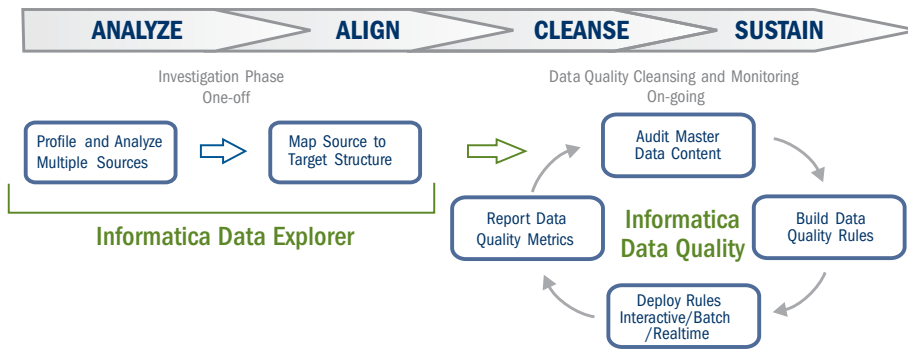 ANALYZE
ALIGN
CLEANSE
SUSTAIN
Investigation Phase
One-off
Data Quality Cleansing and Monitoring
On-going
Profile and Analyze
Multiple Sources
Map Source to
Target Structure
Informatica Data Explorer
Audit Master
Data Content
Build Data
Quality Rules
Deploy Rules
Interactive/Batch
/Realtime
Report Data
Quality Metrics
Informatica
Data Quality